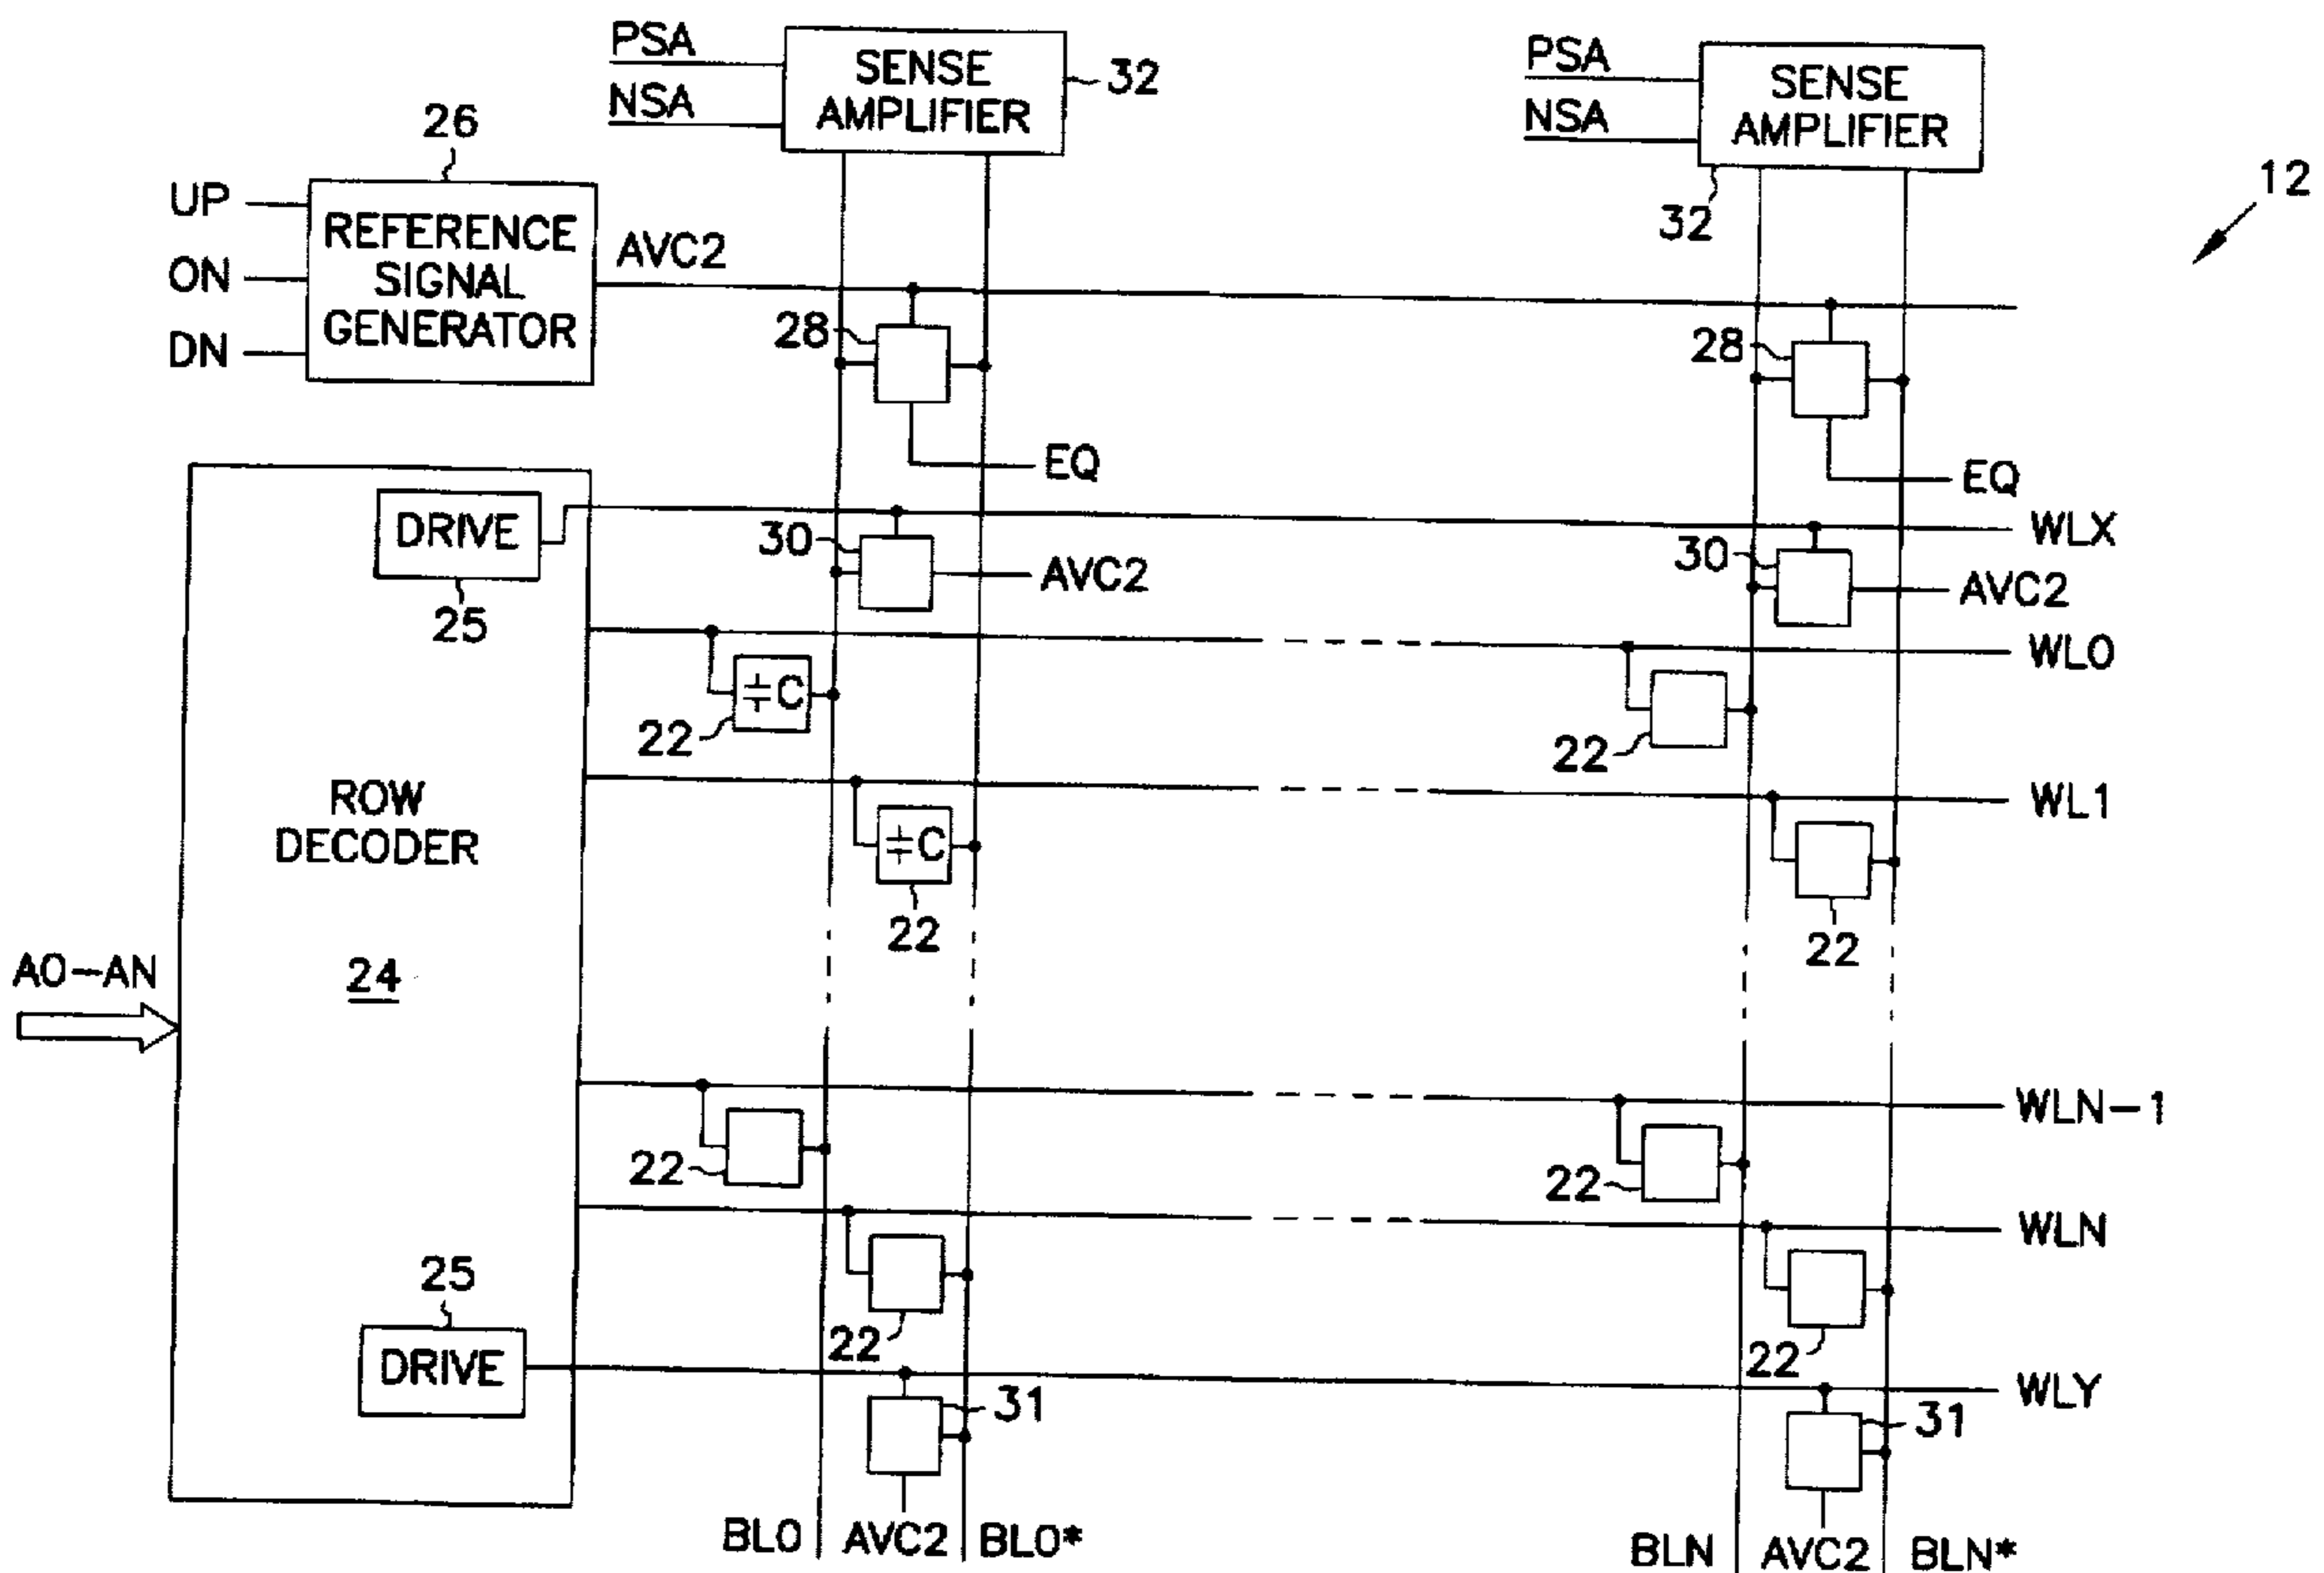 PSA
NSA
SENSE
AMPLIFIER
32
PSA
NSA
SENSE
AMPLIFIER
32
12
26
UP
ON
DN
REFERENCE
SIGNAL
GENERATOR
AVC2
28
EQ
28
EQ
DRIVE
25
30
AVC2
WLX
30
AVC2
WL0
C
22
22
WL1
C
22
22
ROW
DECODER
24
A0-AN
WLN-1
22
22
WLN
22
22
25
DRIVE
WLY
31
31
BL0
AVC2
BL0*
BLN
AVC2
BLN*